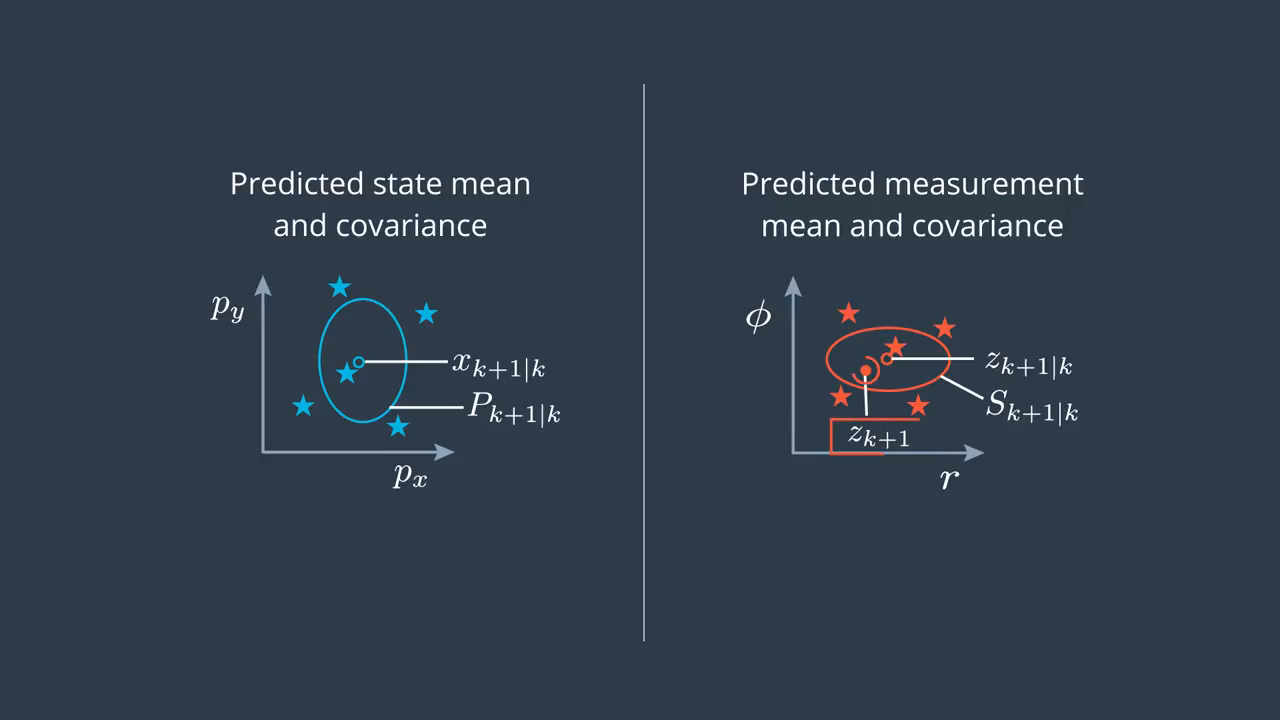 Predicted state mean
and covariance
p_y
x_{k+1|k}
P_{k+1|k}
p_x
Predicted measurement
mean and covariance
ϕ
z_{k+1|k}
S_{k+1|k}
z_{k+1}
r